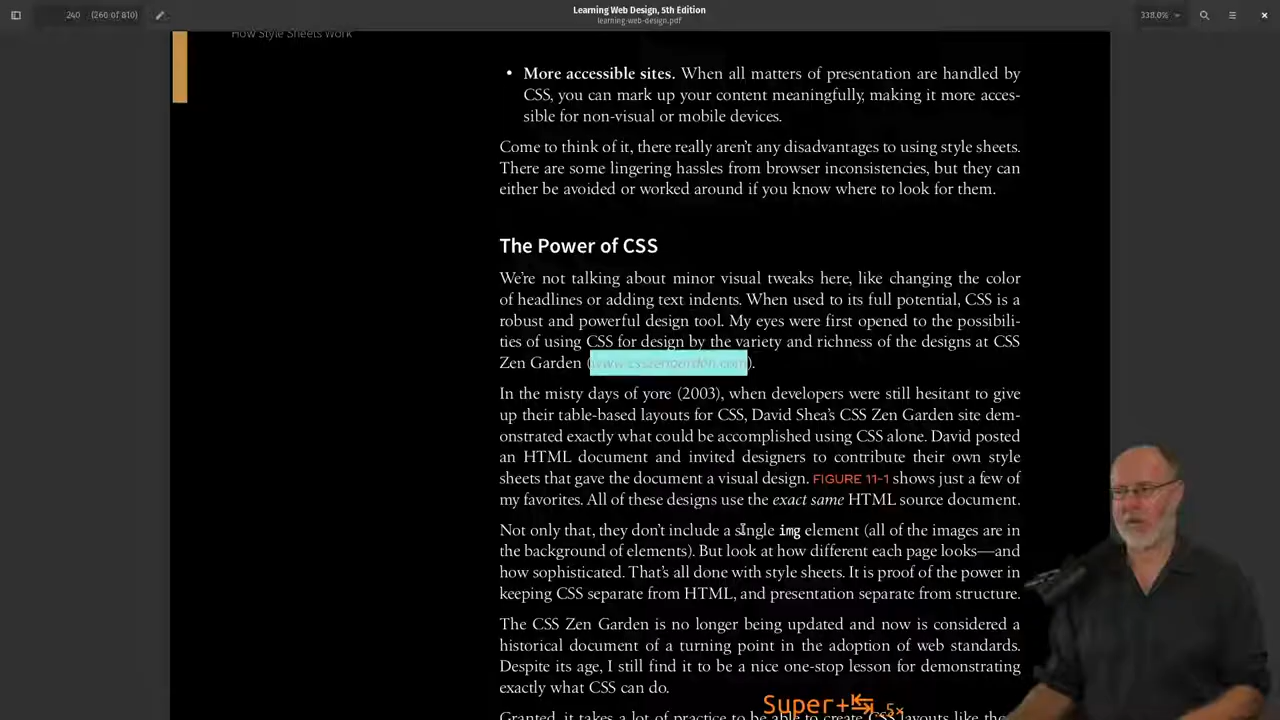 Learning Web Design, 5th Edition
learning-web-design.pdf
240 (260 of 810)
338.0%
How Style Sheets Work
• More accessible sites. When all matters of presentation are handled by
CSS, you can mark up your content meaningfully, making it more acces-
sible for non-visual or mobile devices.
Come to think of it, there really aren't any disadvantages to using style sheets.
There are some lingering hassles from browser inconsistencies, but they can
either be avoided or worked around if you know where to look for them.
The Power of CSS
We're not talking about minor visual tweaks here, like changing the color
of headlines or adding text indents. When used to its full potential, CSS is a
robust and powerful design tool. My eyes were first opened to the possibili-
ties of using CSS for design by the variety and richness of the designs at CSS
Zen Garden (www.csszengarden.com).
In the misty days of yore (2003), when developers were still hesitant to give
up their table-based layouts for CSS, David Shea's CSS Zen Garden site dem-
onstrated exactly what could be accomplished using CSS alone. David posted
an HTML document and invited designers to contribute their own style
sheets that gave the document a visual design. FIGURE 11-1 shows just a few of
my favorites. All of these designs use the exact same HTML source document.
Not only that, they don't include a single img element (all of the images are in
the background of elements). But look at how different each page looks—and
how sophisticated. That's all done with style sheets. It is proof of the power in
keeping CSS separate from HTML, and presentation separate from structure.
The CSS Zen Garden is no longer being updated and now is considered a
historical document of a turning point in the adoption of web standards.
Despite its age, I still find it to be a nice one-stop lesson for demonstrating
exactly what CSS can do.
Granted, it takes a lot of practice to be able to create CSS layouts like
Super+↹ 5×